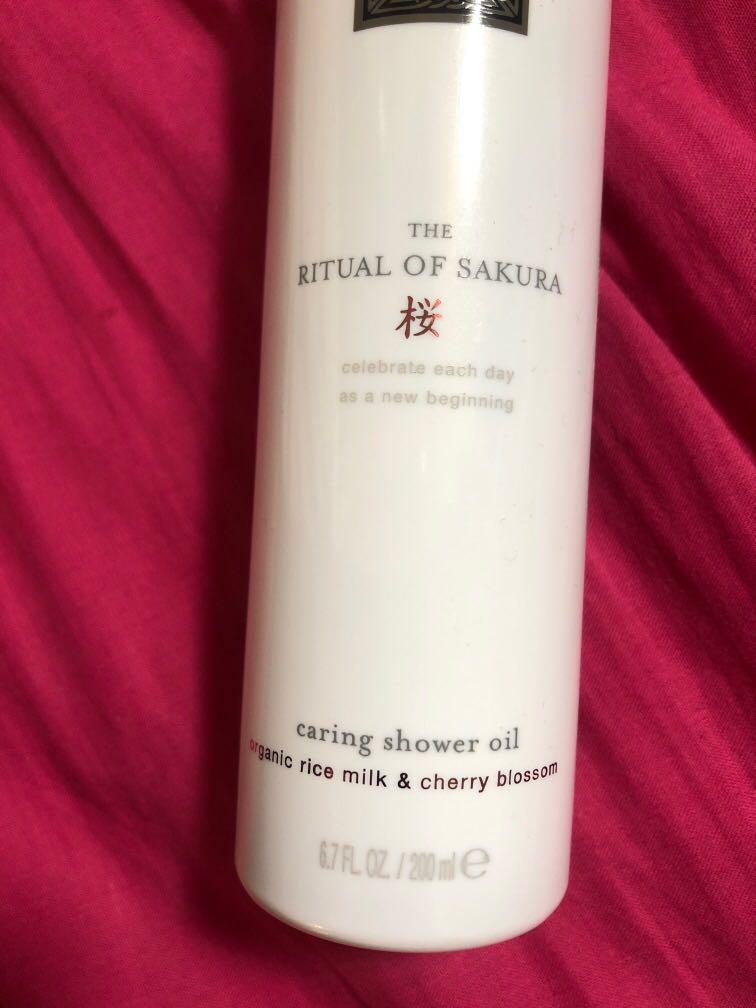 THE
RITUAL OF SAKURA
桜
celebrate each day
as a new beginning
caring shower oil
organic rice milk & cherry blossom
6.7 FL. OZ. / 200 ml e